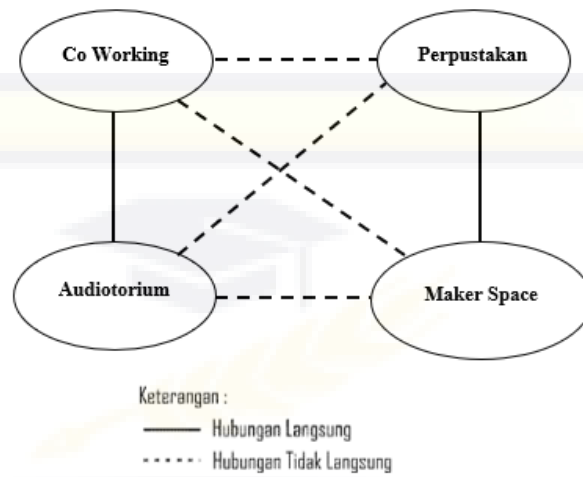 Co Working
Perpustakan
Audiotorium
Maker Space
Keterangan :
Hubungan Langsung
Hubungan Tidak Langsung